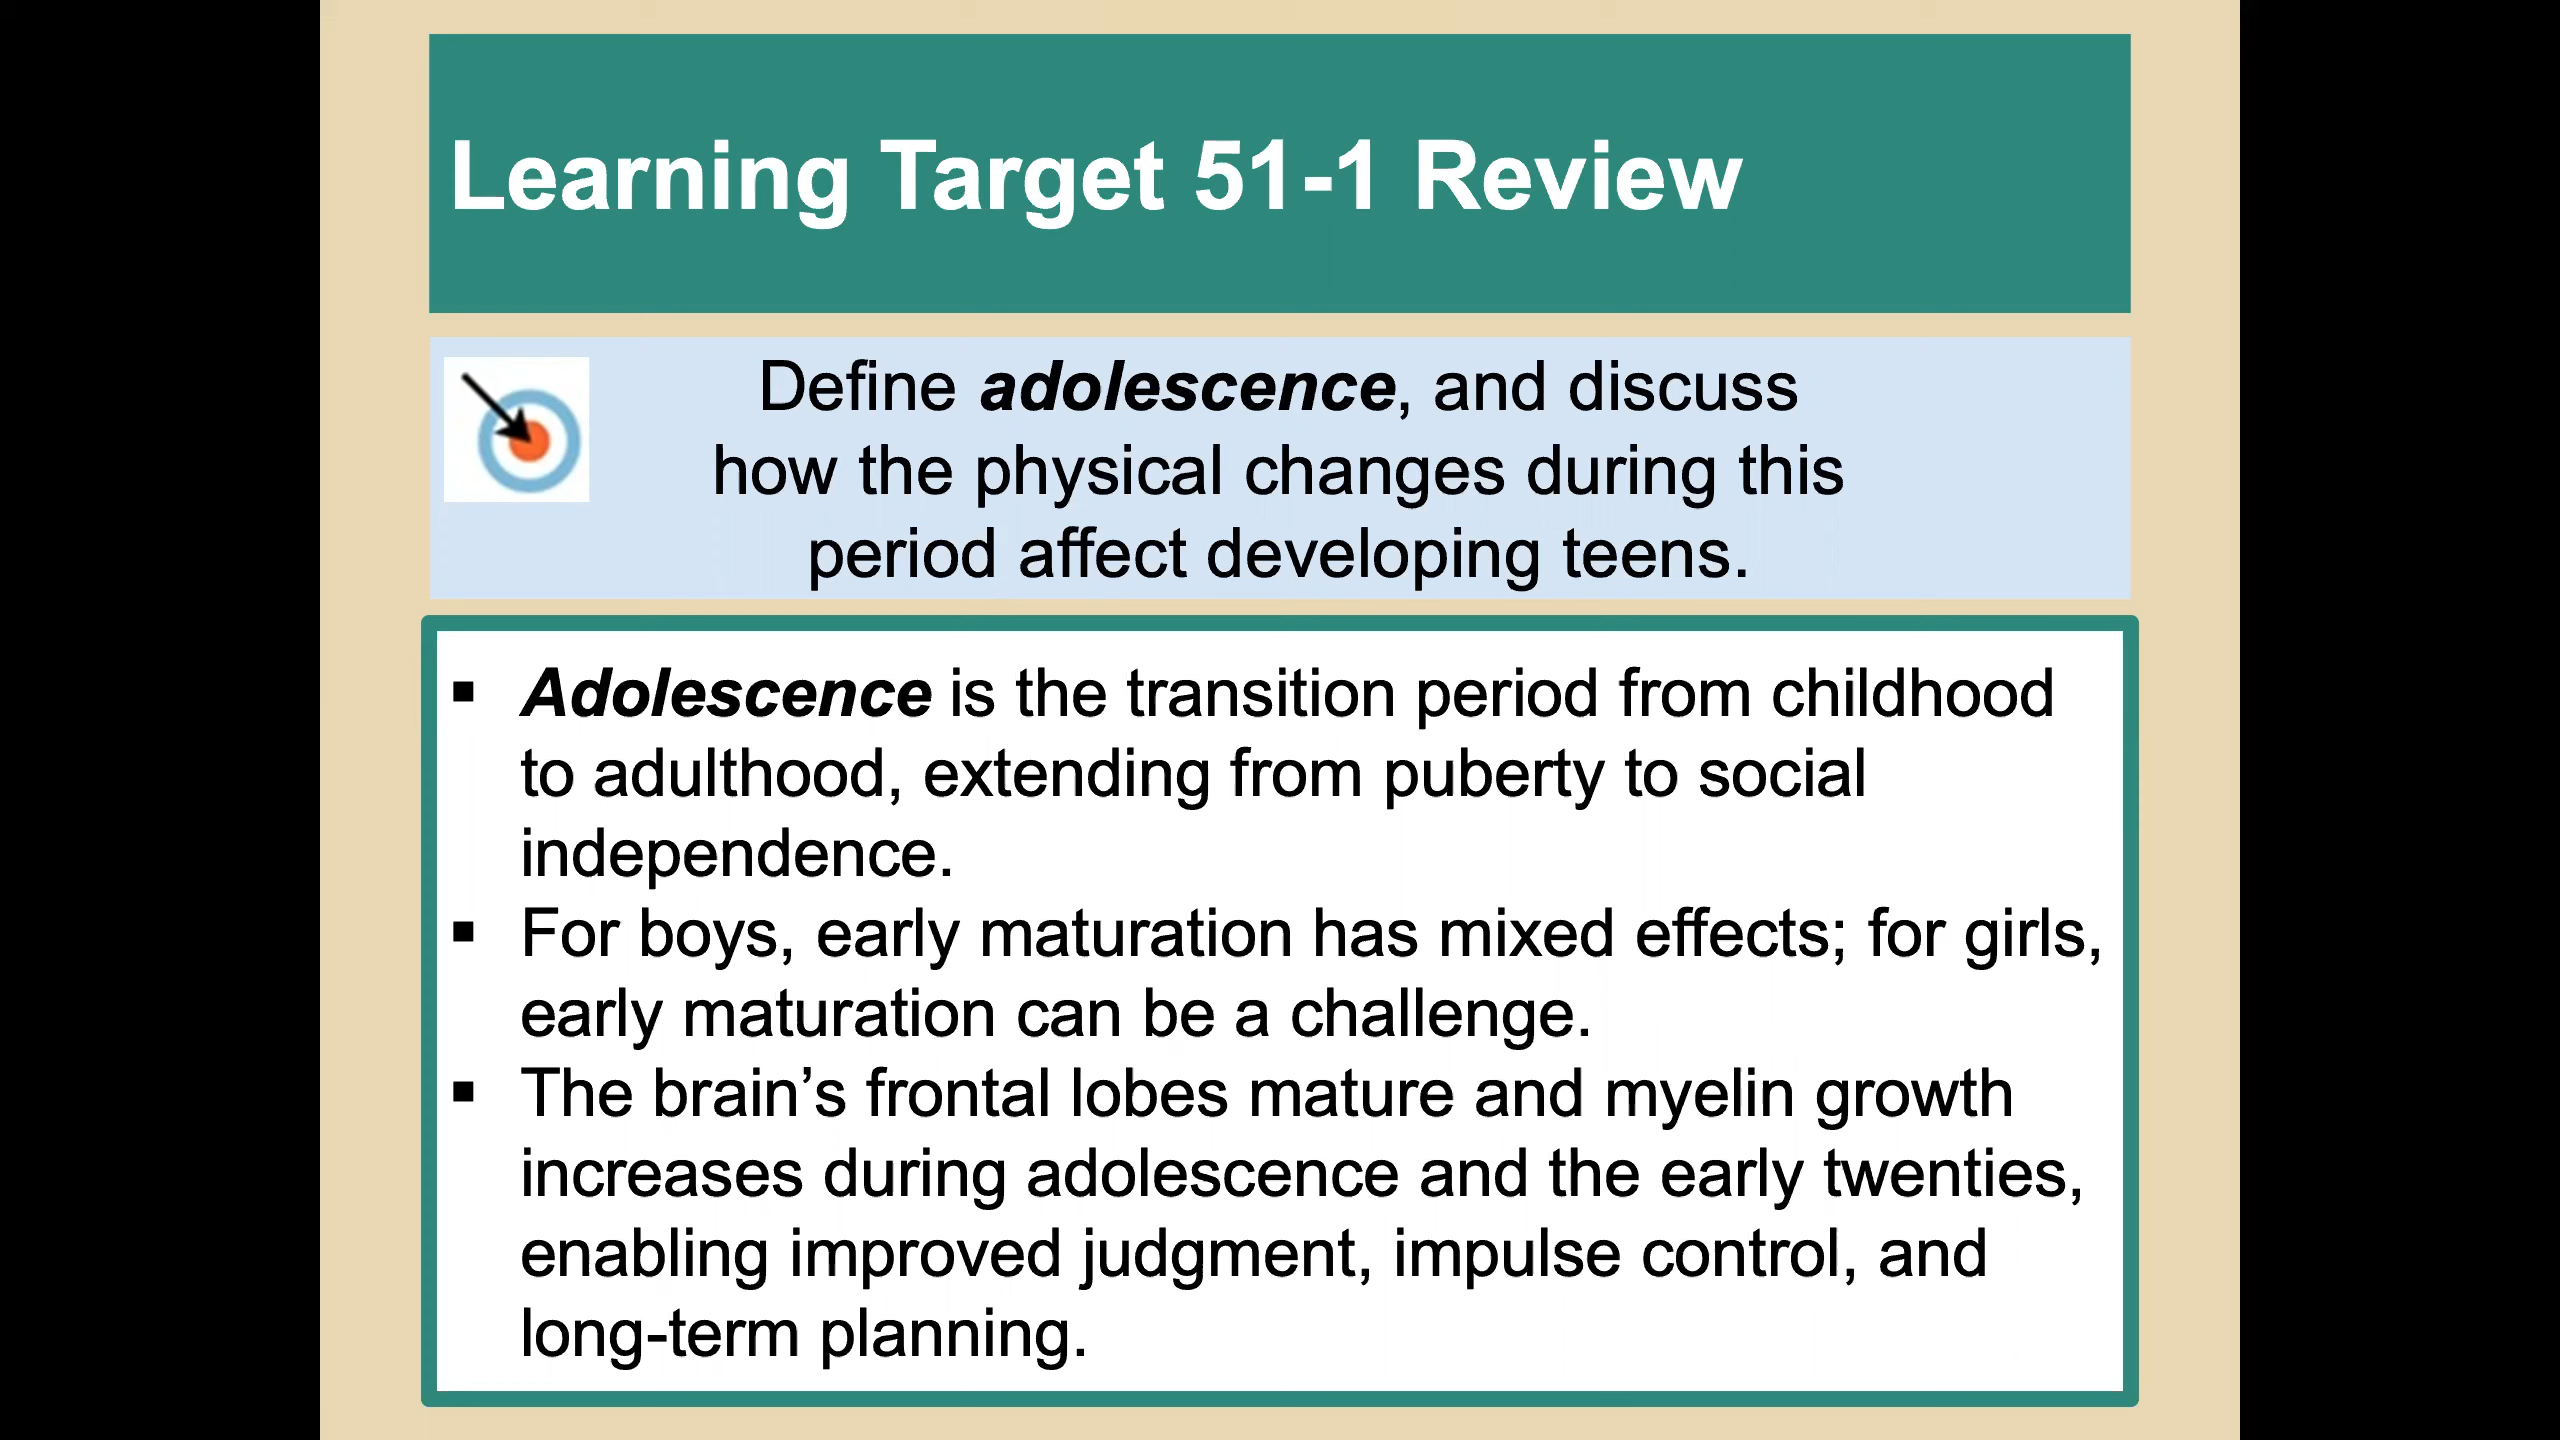 Learning Target 51-1 Review
Define adolescence, and discuss
how the physical changes during this
period affect developing teens.
▪ Adolescence is the transition period from childhood
to adulthood, extending from puberty to social
independence.
▪ For boys, early maturation has mixed effects; for girls,
early maturation can be a challenge.
▪ The brain’s frontal lobes mature and myelin growth
increases during adolescence and the early twenties,
enabling improved judgment, impulse control, and
long-term planning.